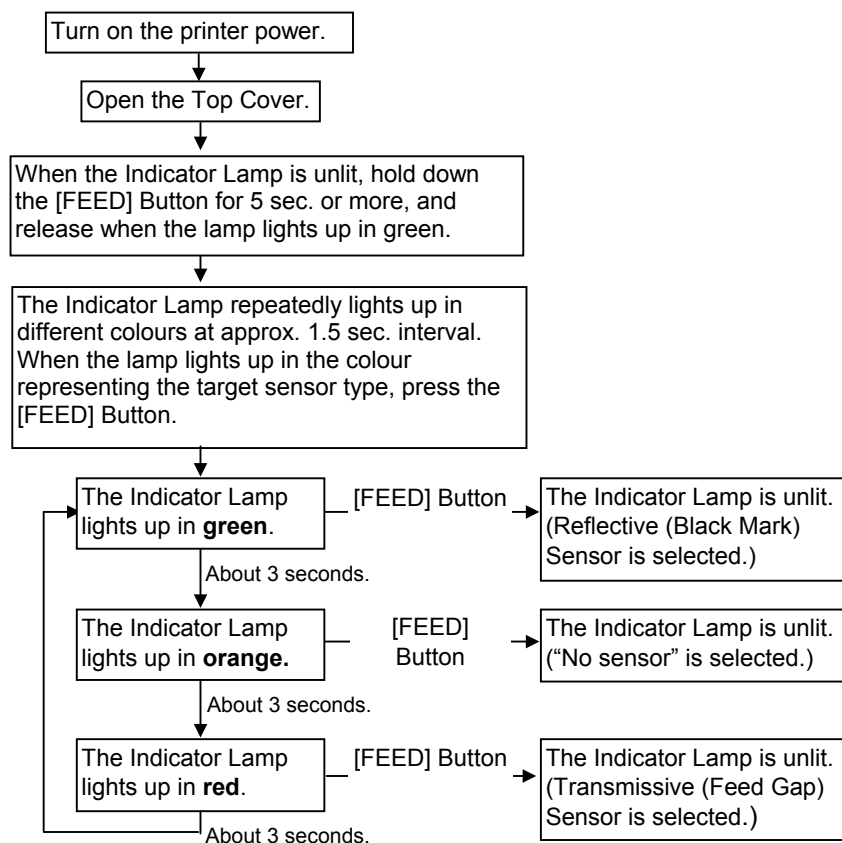 Turn on the printer power.
Open the Top Cover.
When the Indicator Lamp is unlit, hold down
the [FEED] Button for 5 sec. or more, and
release when the lamp lights up in green.
The Indicator Lamp repeatedly lights up in
different colours at approx. 1.5 sec. interval.
When the lamp lights up in the colour
representing the target sensor type, press the
[FEED] Button.
The Indicator Lamp
lights up in green.
[FEED] Button
The Indicator Lamp is unlit.
(Reflective (Black Mark)
Sensor is selected.)
About 3 seconds.
The Indicator Lamp
lights up in orange.
[FEED]
Button
The Indicator Lamp is unlit.
(“No sensor” is selected.)
About 3 seconds.
The Indicator Lamp
lights up in red.
[FEED] Button
The Indicator Lamp is unlit.
(Transmissive (Feed Gap)
Sensor is selected.)
About 3 seconds.